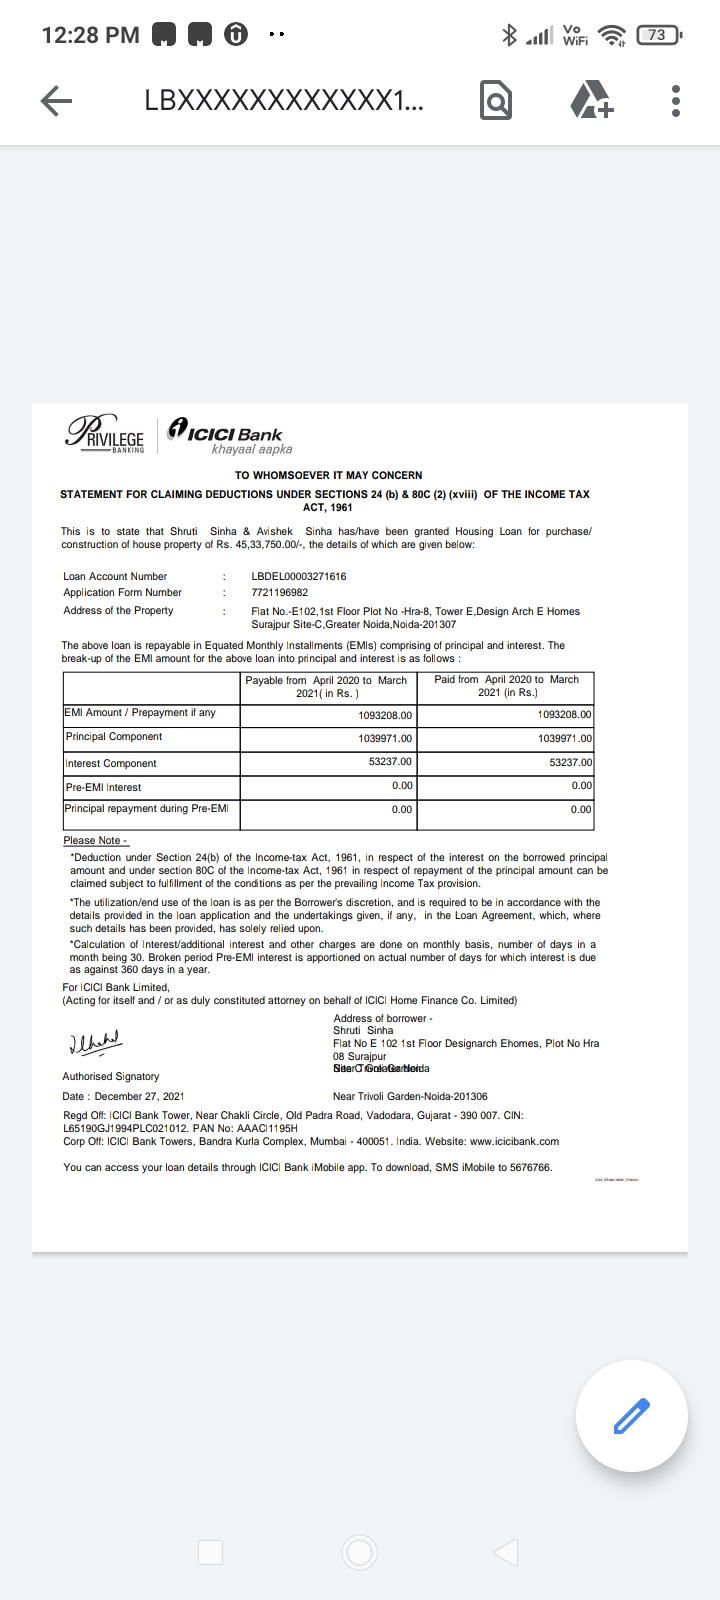 12:28 PM
Vo WiFi
73
LBXXXXXXXXXXXX1...
PRIVILEGE BANKING
ICICI Bank
khayaal aapka
TO WHOMSOEVER IT MAY CONCERN
STATEMENT FOR CLAIMING DEDUCTIONS UNDER SECTIONS 24 (b) & 80C (2) (xviii) OF THE INCOME TAX
ACT, 1961
This is to state that Shruti Sinha & Avishek Sinha has/have been granted Housing Loan for purchase/
construction of house property of Rs. 45,33,750.00/-, the details of which are given below:
Loan Account Number : LBDEL00003271616
Application Form Number : 7721196982
Address of the Property : Flat No.-E102,1st Floor Plot No -Hra-8, Tower E,Design Arch E Homes
Surajpur Site-C,Greater Noida,Noida-201307
The above loan is repayable in Equated Monthly Installments (EMIs) comprising of principal and interest. The
break-up of the EMI amount for the above loan into principal and interest is as follows :
Payable from April 2020 to March 2021( in Rs. ) Paid from April 2020 to March 2021 (in Rs.)
EMI Amount / Prepayment if any 1093208.00 1093208.00
Principal Component 1039971.00 1039971.00
Interest Component 53237.00 53237.00
Pre-EMI Interest 0.00 0.00
Principal repayment during Pre-EMI 0.00 0.00
Please Note -
*Deduction under Section 24(b) of the Income-tax Act, 1961, in respect of the interest on the borrowed principal
amount and under section 80C of the Income-tax Act, 1961 in respect of repayment of the principal amount can be
claimed subject to fulfillment of the conditions as per the prevailing Income Tax provision.
*The utilization/end use of the loan is as per the Borrower's discretion, and is required to be in accordance with the
details provided in the loan application and the undertakings given, if any, in the Loan Agreement, which, where
such details has been provided, has solely relied upon.
*Calculation of Interest/additional interest and other charges are done on monthly basis, number of days in a
month being 30. Broken period Pre-EMI interest is apportioned on actual number of days for which interest is due
as against 360 days in a year.
For ICICI Bank Limited,
(Acting for itself and / or as duly constituted attorney on behalf of ICICI Home Finance Co. Limited)
Address of borrower -
Shruti Sinha
Flat No E 102 1st Floor Designarch Ehomes, Plot No Hra
08 Surajpur
Authorised Signatory
Date : December 27, 2021
Near Trivoli Garden-Noida-201306
Regd Off: ICICI Bank Tower, Near Chakli Circle, Old Padra Road, Vadodara, Gujarat - 390 007. CIN:
L65190GJ1994PLC021012. PAN No: AAACI1195H
Corp Off: ICICI Bank Towers, Bandra Kurla Complex, Mumbai - 400051. India. Website: www.icicibank.com
You can access your loan details through ICICI Bank iMobile app. To download, SMS iMobile to 5676766.